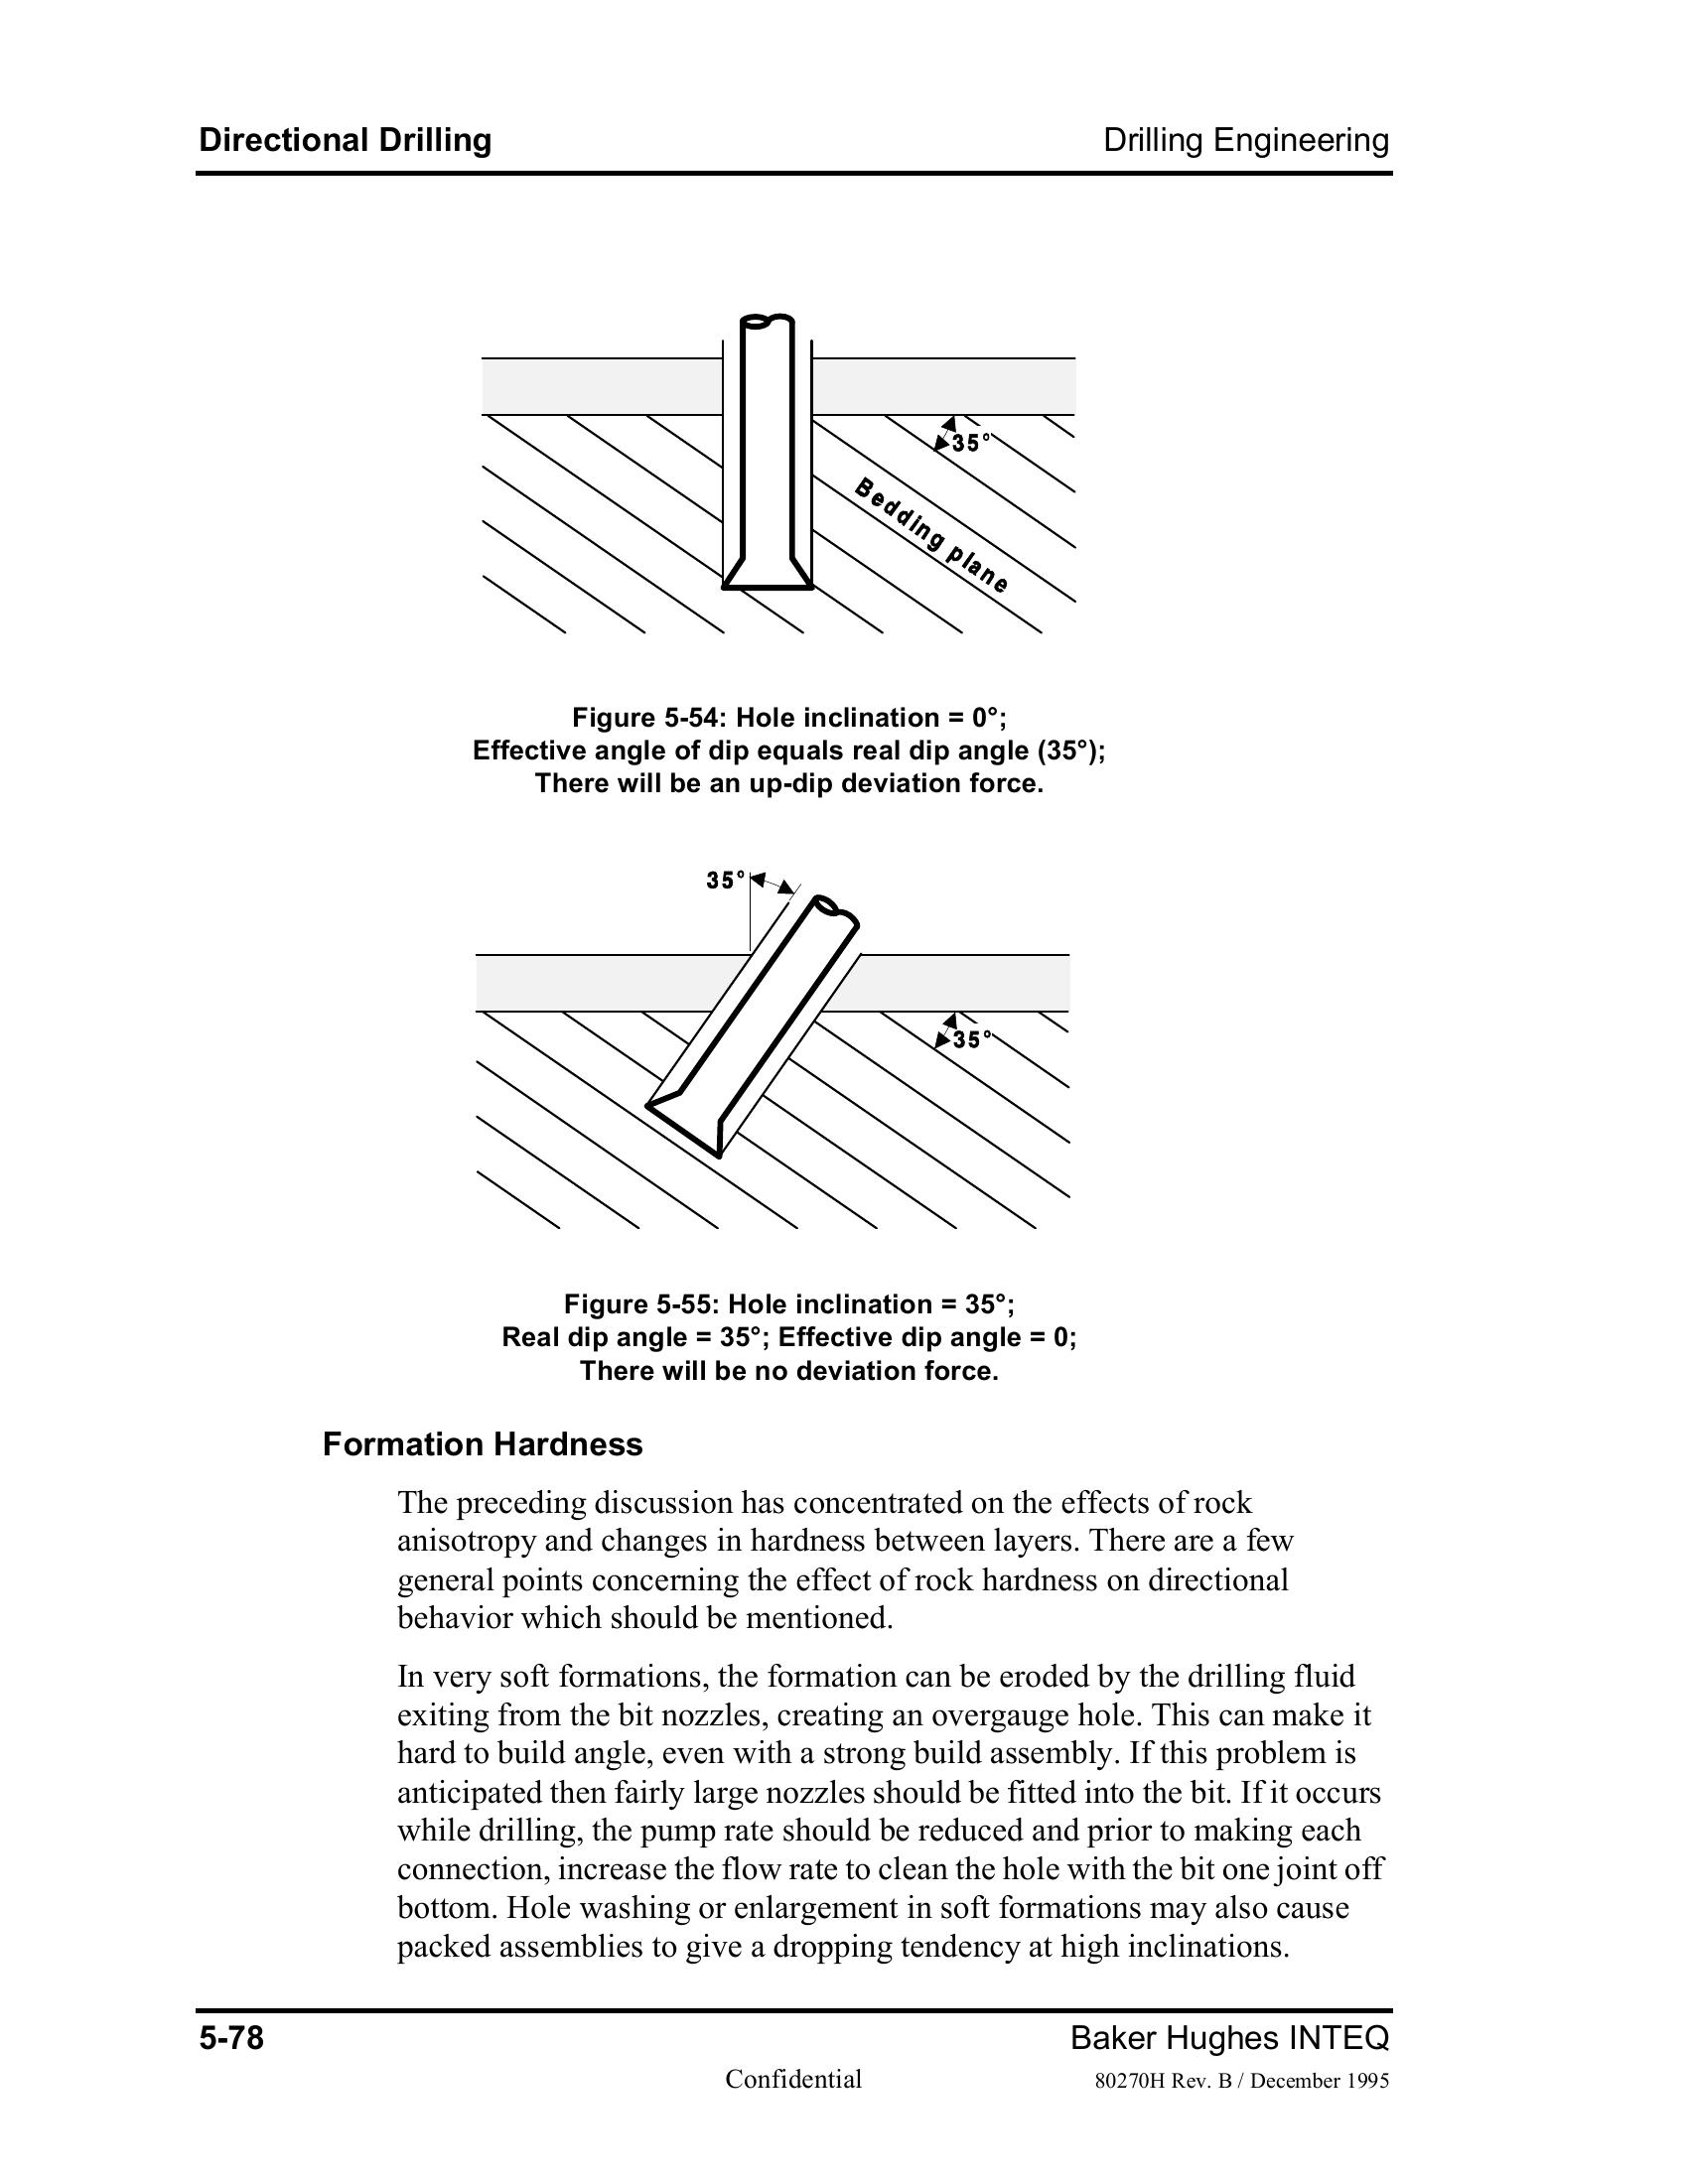 Directional Drilling
Drilling Engineering
35°
Bedding plane
Figure 5-54: Hole inclination = 0°;
Effective angle of dip equals real dip angle (35°);
There will be an up-dip deviation force.
35°
35°
Figure 5-55: Hole inclination = 35°;
Real dip angle = 35°; Effective dip angle = 0;
There will be no deviation force.
Formation Hardness
The preceding discussion has concentrated on the effects of rock
anisotropy and changes in hardness between layers. There are a few
general points concerning the effect of rock hardness on directional
behavior which should be mentioned.
In very soft formations, the formation can be eroded by the drilling fluid
exiting from the bit nozzles, creating an overgauge hole. This can make it
hard to build angle, even with a strong build assembly. If this problem is
anticipated then fairly large nozzles should be fitted into the bit. If it occurs
while drilling, the pump rate should be reduced and prior to making each
connection, increase the flow rate to clean the hole with the bit one joint off
bottom. Hole washing or enlargement in soft formations may also cause
packed assemblies to give a dropping tendency at high inclinations.
5-78
Baker Hughes INTEQ
Confidential
80270H Rev. B / December 1995